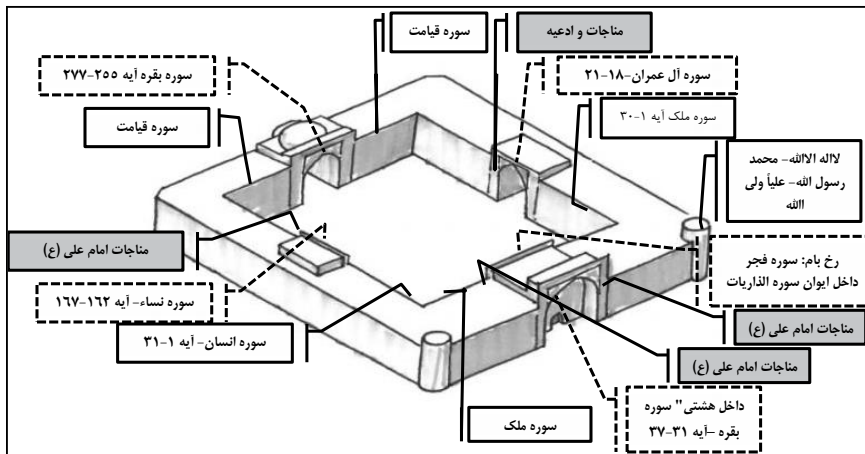 مناجات و ادعیه
سوره قیامت
سوره آل عمران-۱۸-۲۱
سوره بقره آیه ۲۵۵-۲۷۷
سوره ملک آیه ۱-۳۰
سوره قیامت
لااله الاالله- محمد
رسول الله- علیاً ولی
الله
مناجات امام علی (ع)
رخ بام: سوره فجر
داخل ایوان سوره الذاریات
سوره نساء- آیه ۱۶۲-۱۶۷
مناجات امام علی (ع)
سوره انسان- آیه ۱-۳۱
مناجات امام علی (ع)
داخل هشتی" سوره
بقره -آیه ۳۱-۳۷
سوره ملک